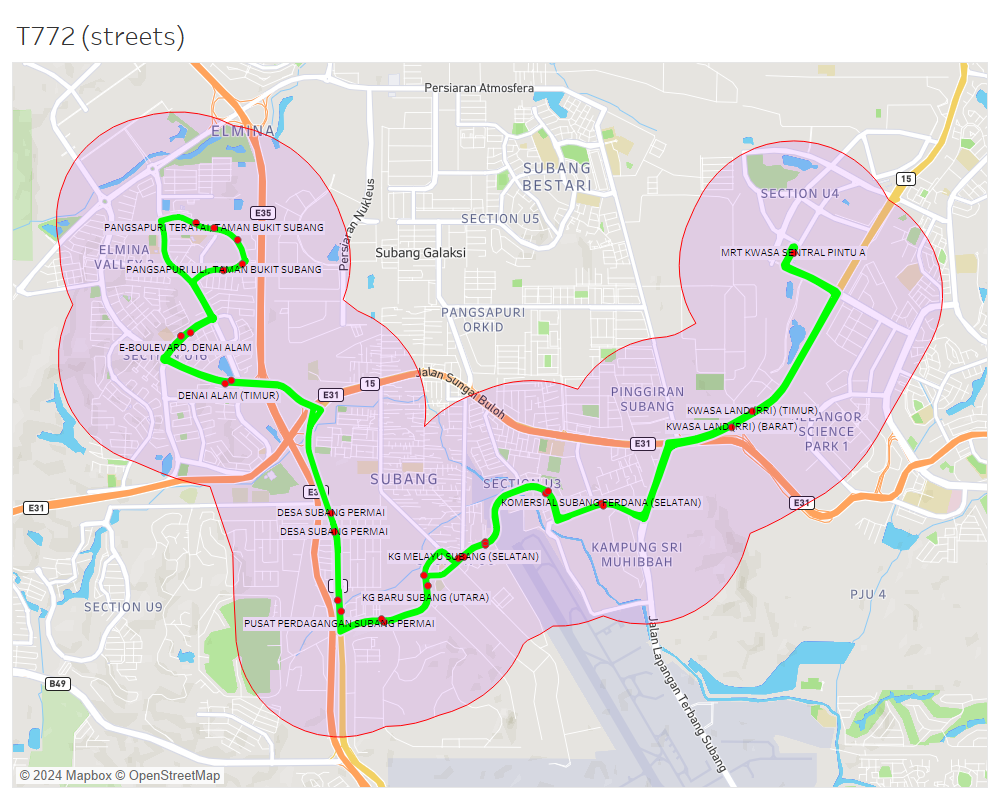 T772 (streets)
Persiaran Atmosfera
ELMINA
SUBANG
BESTARI
15
SECTION U4
Persiaran Nukleus
E35
SECTION U5
PANGSAPURI TERATAI, TAMAN BUKIT SUBANG
ELMINA
VALLEY
Subang Galaksi
MRT KWASA SENTRAL PINTU A
PANGSAPURI LILI, TAMAN BUKIT SUBANG
PANGSAPURI
ORKID
E-BOULEVARD, DENAI ALAM
SECTION U16
15
Jalan Sungai Buloh
DENAI ALAM (TIMUR)
E31
PINGGIRAN
SUBANG
KWASA LAND (RRI) (TIMUR)
KWASA LAND (RRI) (BARAT)
SELANGOR
SCIENCE
PARK 1
E31
SUBANG
SECTION U3
KOMERSIAL SUBANG PERDANA (SELATAN)
E31
E31
DESA SUBANG PERMAI
DESA SUBANG PERMAI
KG MELAYU SUBANG (SELATAN)
KAMPUNG SRI
MUHIBBAH
KG BARU SUBANG (UTARA)
PJU 4
SECTION U9
PUSAT PERDAGANGAN SUBANG PERMAI
Jalan Lapangan Terbang Subang
B49
© 2024 Mapbox © OpenStreetMap